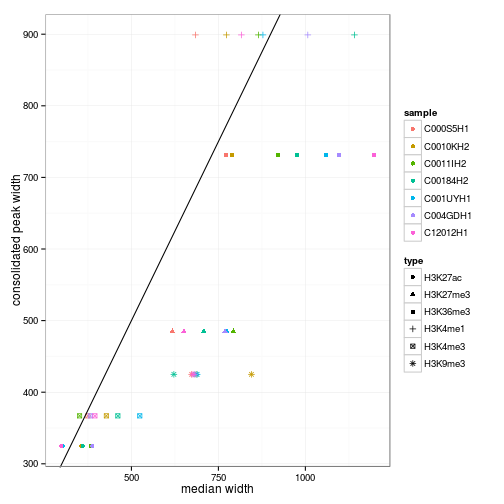 900
800
700
600
500
400
300
consolidated peak width
500
750
1000
median width
sample
C000S5H1
C0010KH2
C0011IH2
C00184H2
C001UYH1
C004GDH1
C12012H1
type
H3K27ac
H3K27me3
H3K36me3
H3K4me1
H3K4me3
H3K9me3